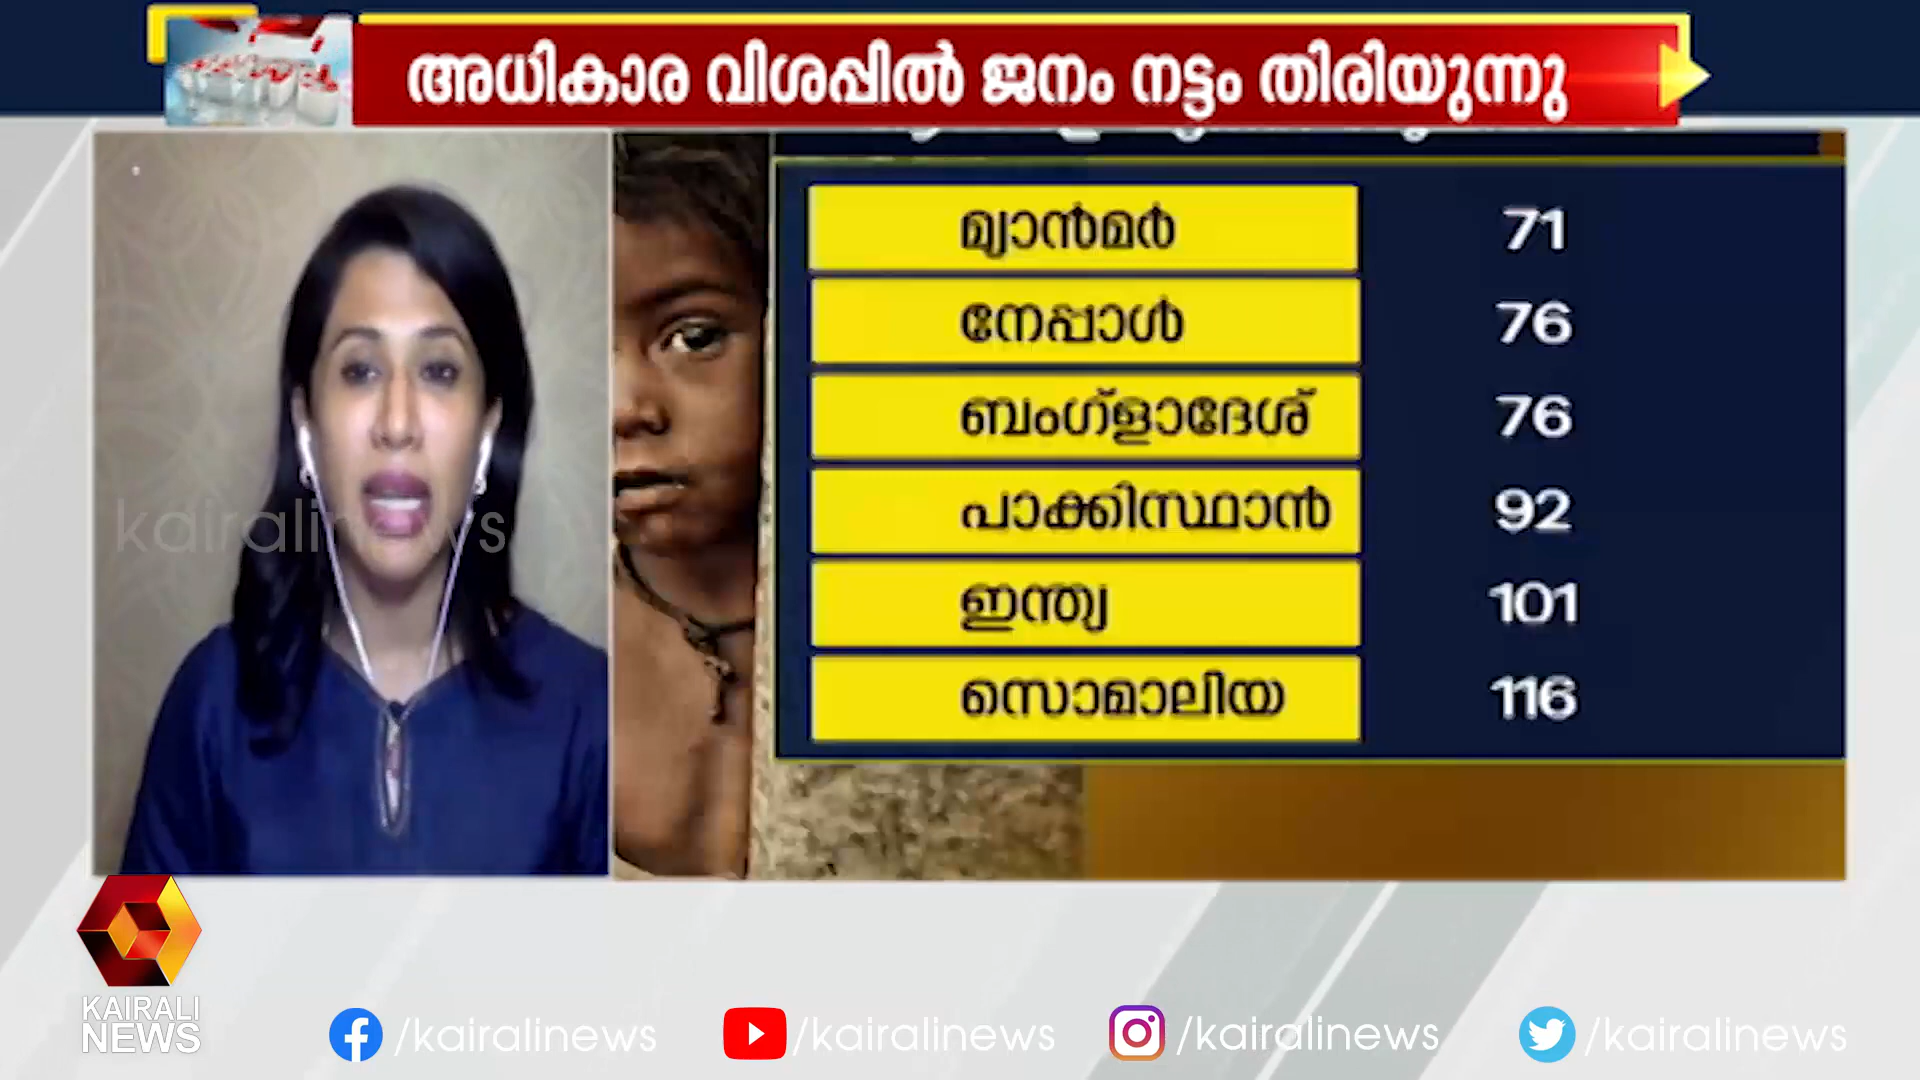 അധികാര വിശപ്പിൽ ജനം നട്ടം തിരിയുന്നു
മ്യാൻമർ 71
നേപ്പാൾ 76
ബംഗ്ളാദേശ് 76
പാക്കിസ്ഥാൻ 92
ഇന്ത്യ 101
സൊമാലിയ 116
kairalinews
KAIRALI
NEWS
/kairalinews /kairalinews /kairalinews /kairalinews